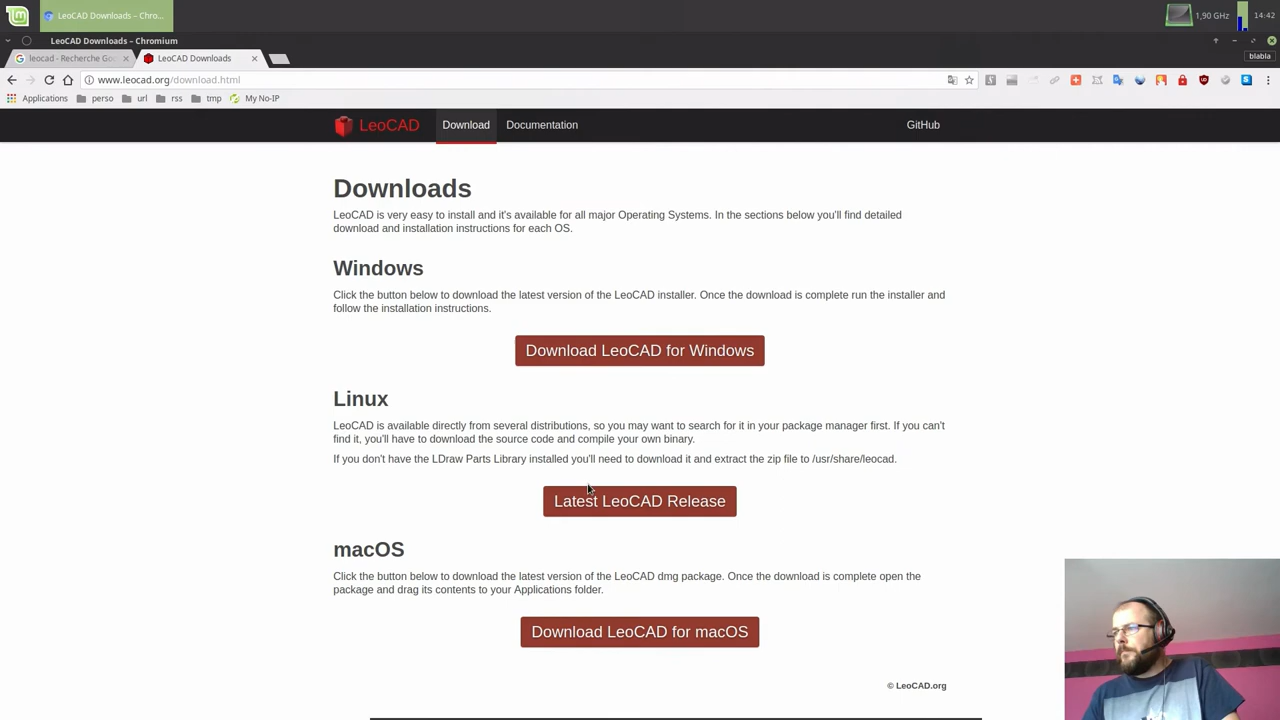 LeoCAD Downloads – Chro...
1,90 GHz
14:42
LeoCAD Downloads – Chromium
leocad - Recherche Go
LeoCAD Downloads
blabla
www.leocad.org/download.html
Applications
perso
url
rss
tmp
My No-IP
LeoCAD
Download
Documentation
GitHub
Downloads
LeoCAD is very easy to install and it's available for all major Operating Systems. In the sections below you'll find detailed
download and installation instructions for each OS.
Windows
Click the button below to download the latest version of the LeoCAD installer. Once the download is complete run the installer and
follow the installation instructions.
Download LeoCAD for Windows
Linux
LeoCAD is available directly from several distributions, so you may want to search for it in your package manager first. If you can't
find it, you'll have to download the source code and compile your own binary.
If you don't have the LDraw Parts Library installed you'll need to download it and extract the zip file to /usr/share/leocad.
Latest LeoCAD Release
macOS
Click the button below to download the latest version of the LeoCAD dmg package. Once the download is complete open the
package and drag its contents to your Applications folder.
Download LeoCAD for macOS
© LeoCAD.org